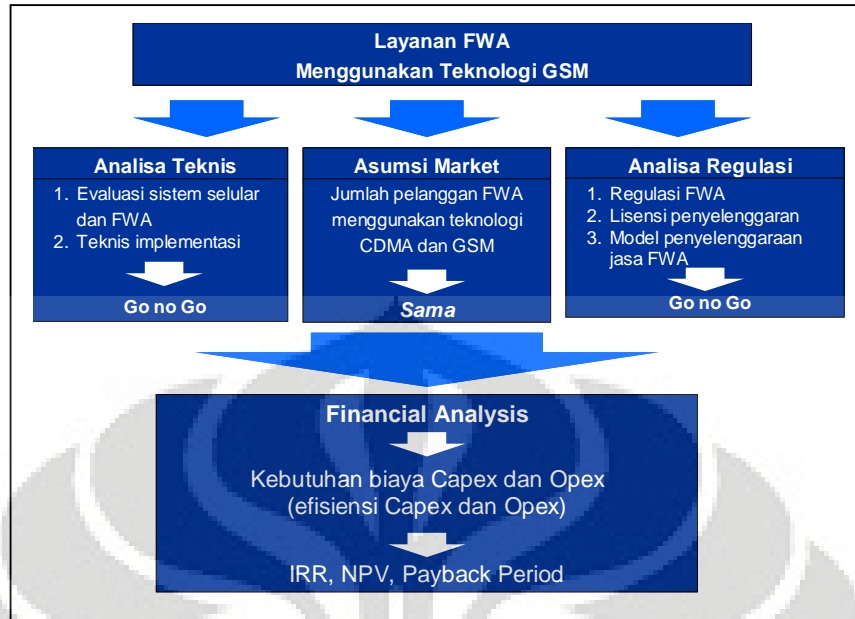 Layanan FWA
Menggunakan Teknologi GSM
Analisa Teknis
1. Evaluasi sistem selular
dan FWA
2. Teknis implementasi
Go no Go
Asumsi Market
Jumlah pelanggan FWA
menggunakan teknologi
CDMA dan GSM
Sama
Analisa Regulasi
1. Regulasi FWA
2. Lisensi penyelenggaran
3. Model penyelenggaraan
jasa FWA
Go no Go
Financial Analysis
Kebutuhan biaya Capex dan Opex
(efisiensi Capex dan Opex)
IRR, NPV, Payback Period